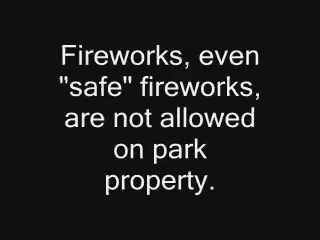 Fireworks, even
"safe" fireworks,
are not allowed
on park
property.